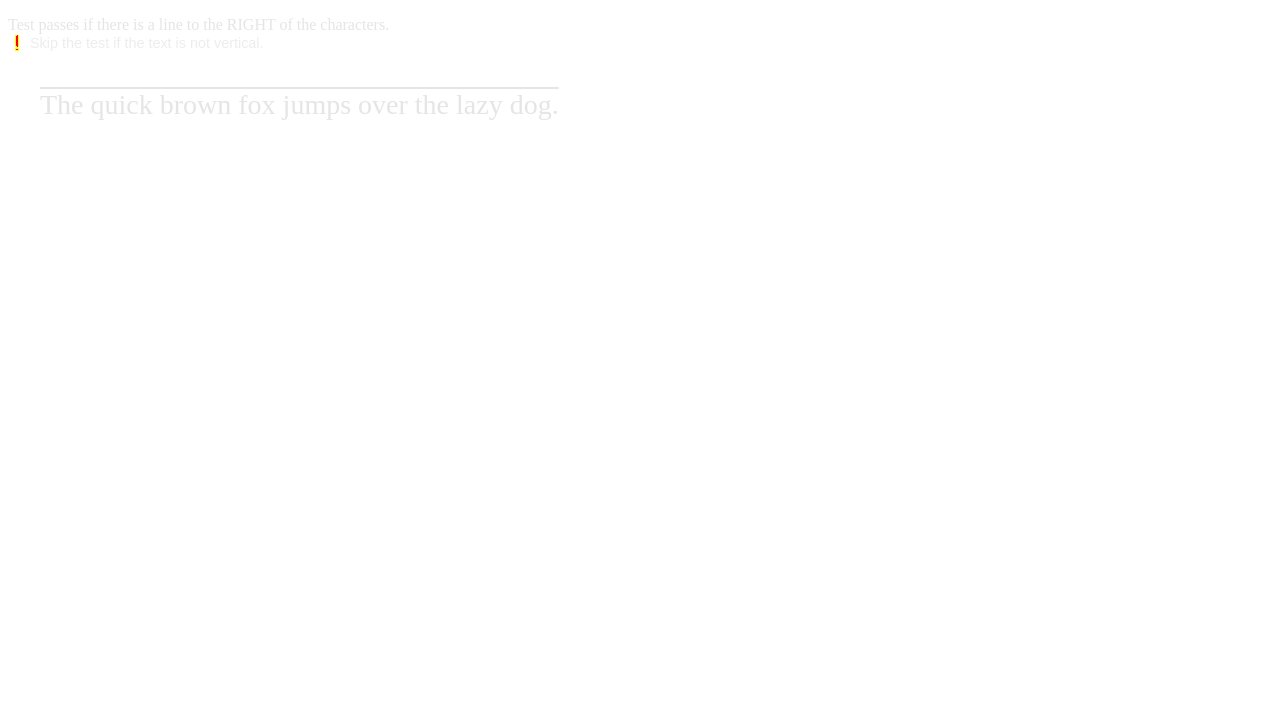 Test passes if there is a line to the RIGHT of the characters.
! Skip the test if the text is not vertical.
The quick brown fox jumps over the lazy dog.